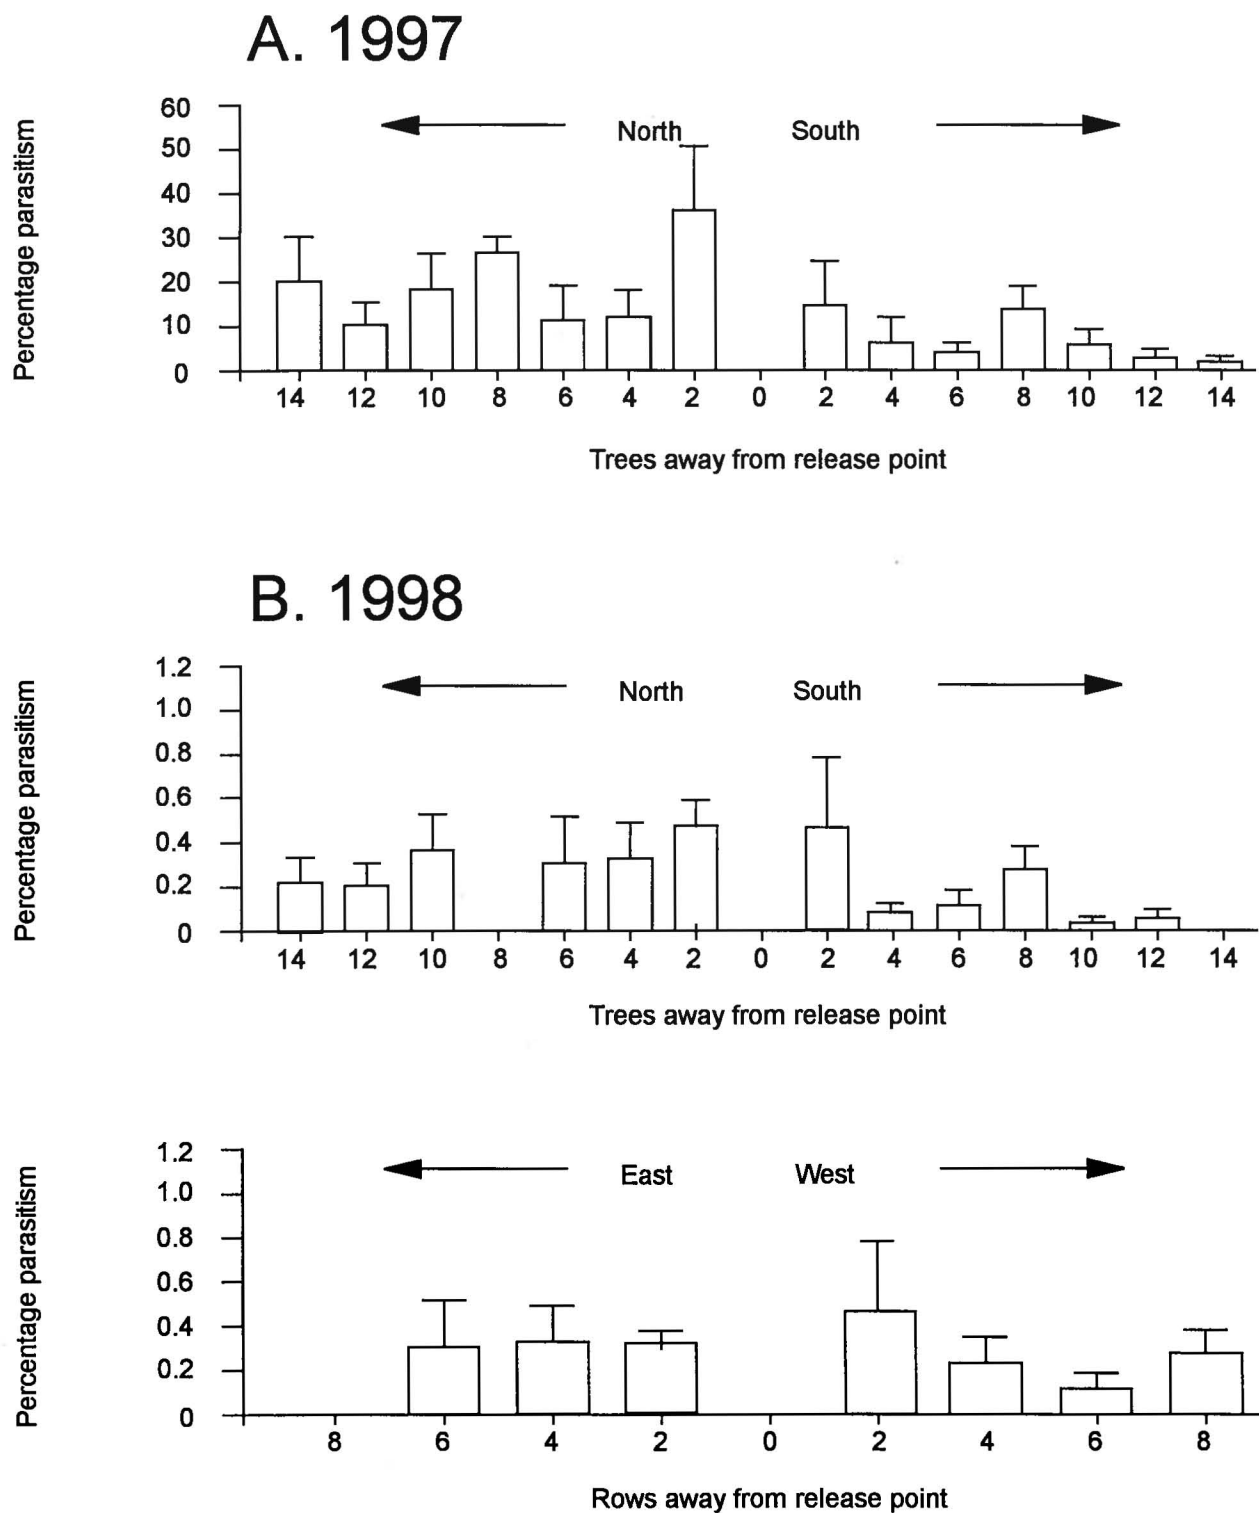 A. 1997
Percentage parasitism
60
50
40
30
20
10
0
North South
14 12 10 8 6 4 2 0 2 4 6 8 10 12 14
Trees away from release point
B. 1998
Percentage parasitism
1.2
1.0
0.8
0.6
0.4
0.2
0
North South
14 12 10 8 6 4 2 0 2 4 6 8 10 12 14
Trees away from release point
Percentage parasitism
1.2
1.0
0.8
0.6
0.4
0.2
0
East West
8 6 4 2 0 2 4 6 8
Rows away from release point